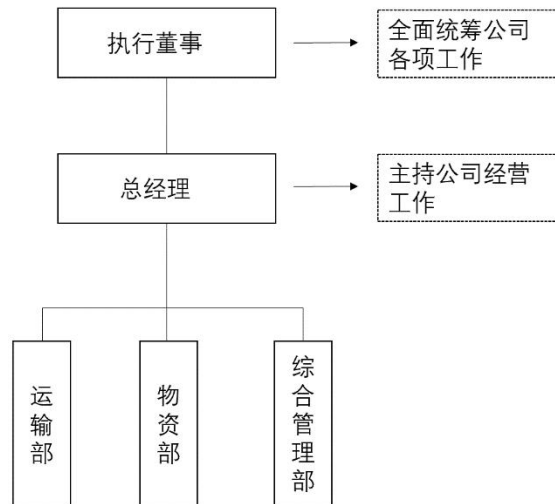 执行董事
全面统筹公司
各项工作
总经理
主持公司经营
工作
运输部
物资部
综合管理部